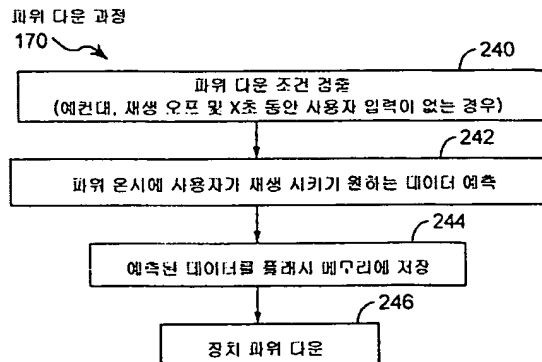 파워 다운 과정
170
240
파워 다운 조건 검출
(예컨대, 재생 오프 및 X초 동안 사용자 입력이 없는 경우)
242
파워 온시에 사용자가 재생 시키기 원하는 데이터 예측
244
예측된 데이터를 플래시 메모리에 저장
246
장치 파워 다운